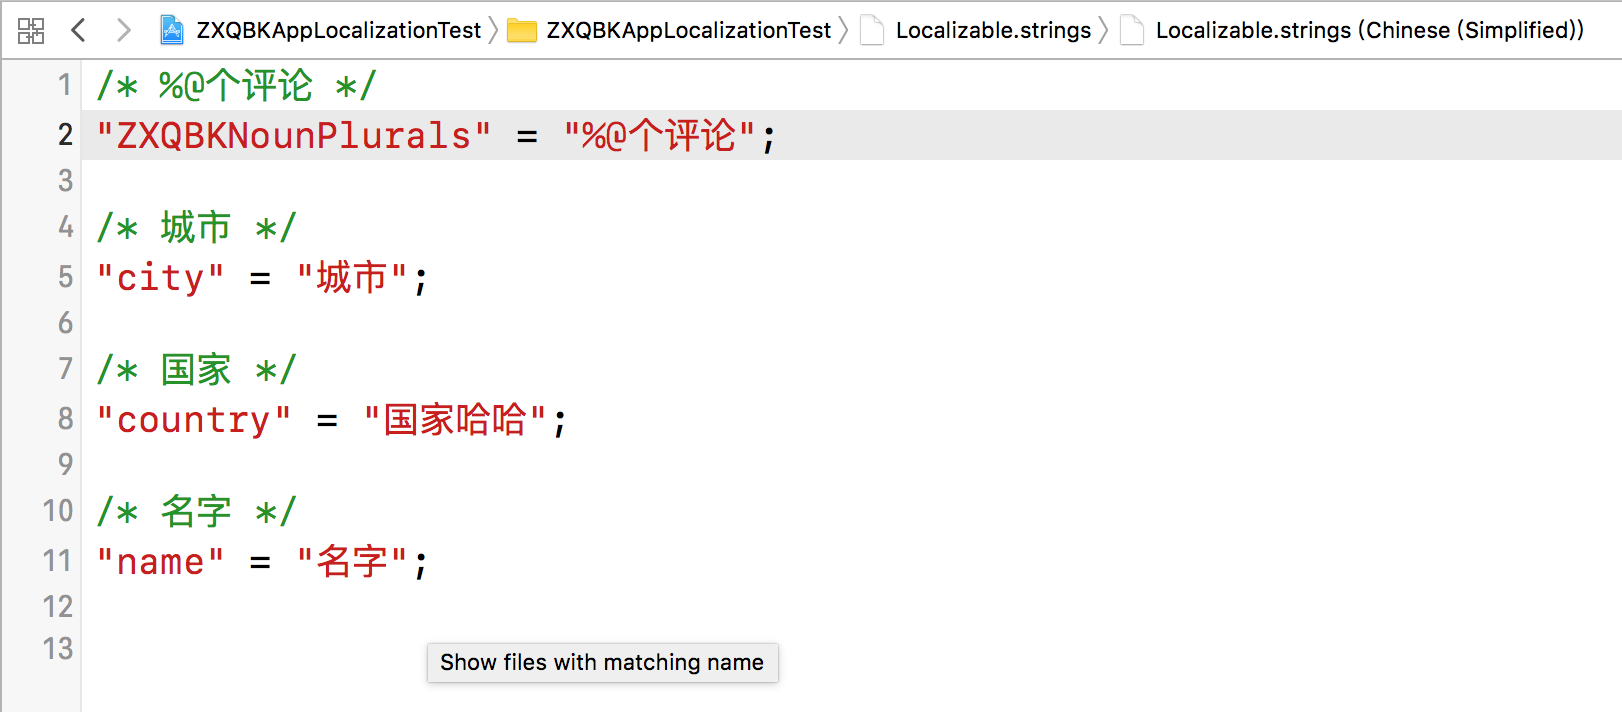 ZXQBKAppLocalizationTest ZXQBKAppLocalizationTest Localizable.strings Localizable.strings (Chinese (Simplified))
1 /* %@个评论 */
2 "ZXQBKNounPlurals" = "%@个评论";
3
4 /* 城市 */
5 "city" = "城市";
6
7 /* 国家 */
8 "country" = "国家哈哈";
9
10 /* 名字 */
11 "name" = "名字";
12
13
Show files with matching name